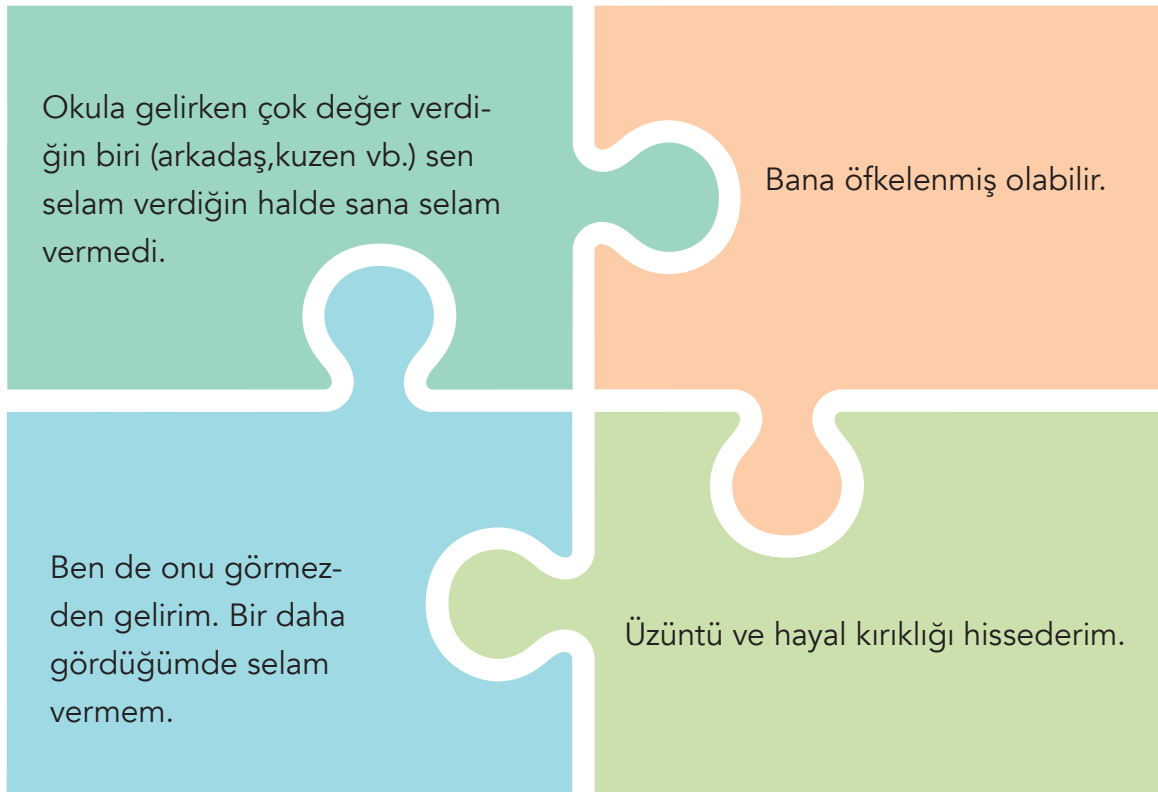 Okula gelirken çok değer verdi-
ğin biri (arkadaş,kuzen vb.) sen
selam verdiğin halde sana selam
vermedi.
Bana öfkelenmiş olabilir.
Ben de onu görmez-
den gelirim. Bir daha
gördüğümde selam
vermem.
Üzüntü ve hayal kırıklığı hissederim.